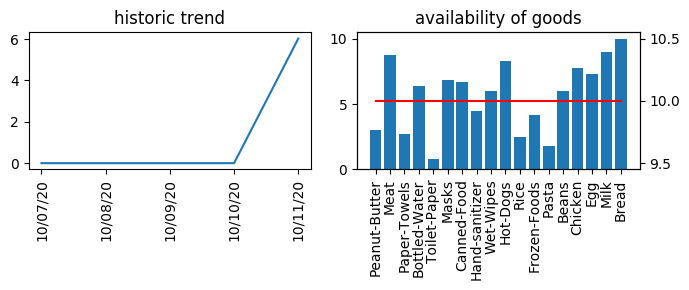 historic trend
6
4
2
0
10/07/20
10/08/20
10/09/20
10/10/20
10/11/20
availability of goods
10
5
0
10.5
10.0
9.5
Peanut-Butter
Meat
Paper-Towels
Bottled-Water
Toilet-Paper
Masks
Canned-Food
Hand-sanitizer
Wet-Wipes
Hot-Dogs
Rice
Frozen-Foods
Pasta
Beans
Chicken
Egg
Milk
Bread